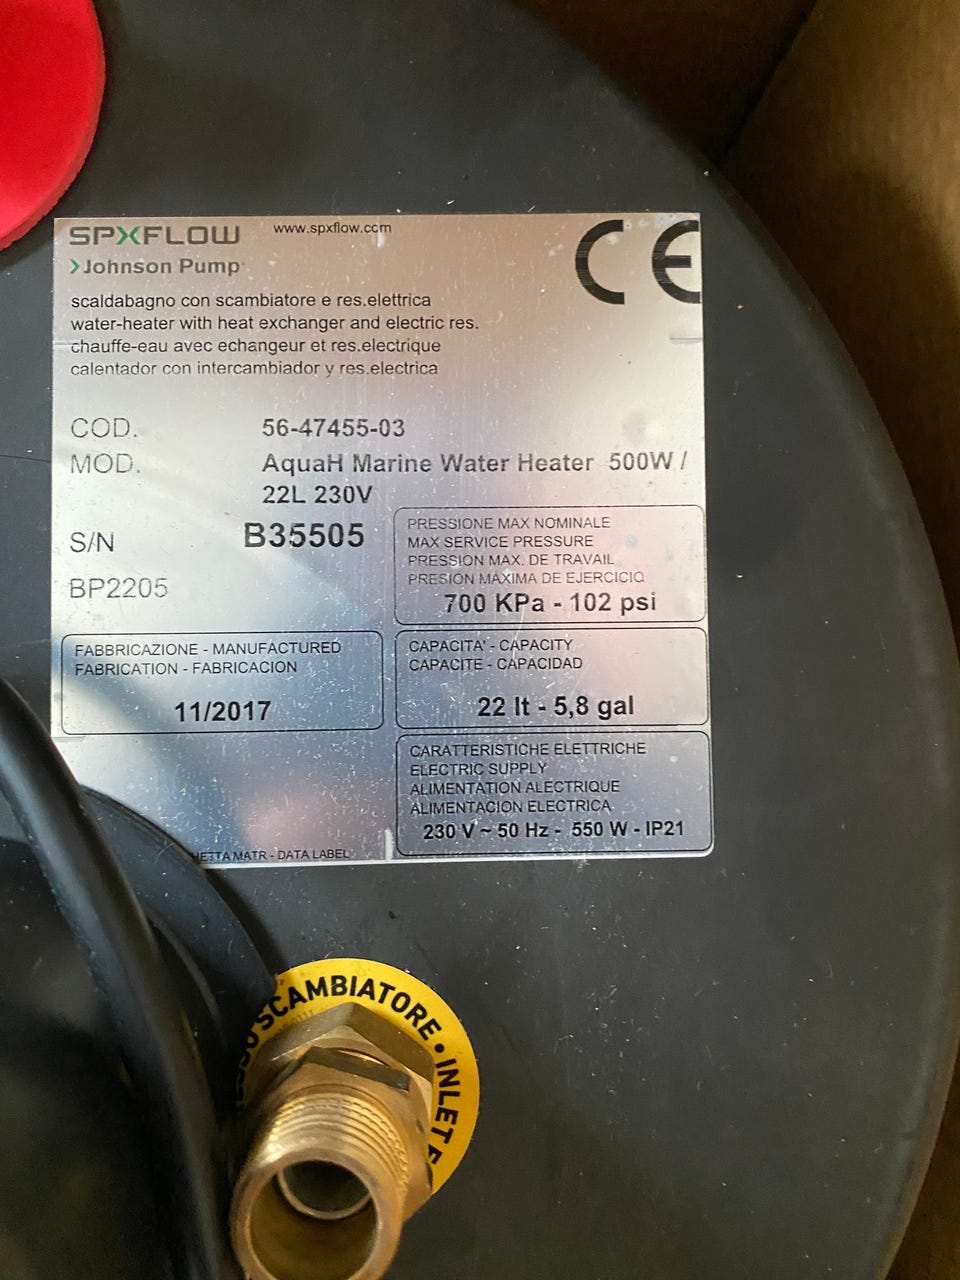 SPXFLOW
www.spxflow.com
Johnson Pump
CE
scaldabagno con scambiatore e res.elettrica
water-heater with heat exchanger and electric res.
chauffe-eau avec echangeur et res.electrique
calentador con intercambiador y res.electrica
COD. 56-47455-03
MOD. AquaH Marine Water Heater 500W /
22L 230V
S/N B35505
BP2205
PRESSIONE MAX NOMINALE
MAX SERVICE PRESSURE
PRESSION MAX. DE TRAVAIL
PRESION MÁXIMA DE EJERCICIO
700 KPa - 102 psi
FABBRICAZIONE - MANUFACTURED
FABRICATION - FABRICACION
11/2017
CAPACITA' - CAPACITY
CAPACITE - CAPACIDAD
22 lt - 5,8 gal
CARATTERISTICHE ELETTRICHE
ELECTRIC SUPPLY
ALIMENTATION ALECTRIQUE
ALIMENTACION ELECTRICA
230 V ~ 50 Hz - 550 W - IP21
MATR - DATA LABEL
SCAMBIATORE • INLET